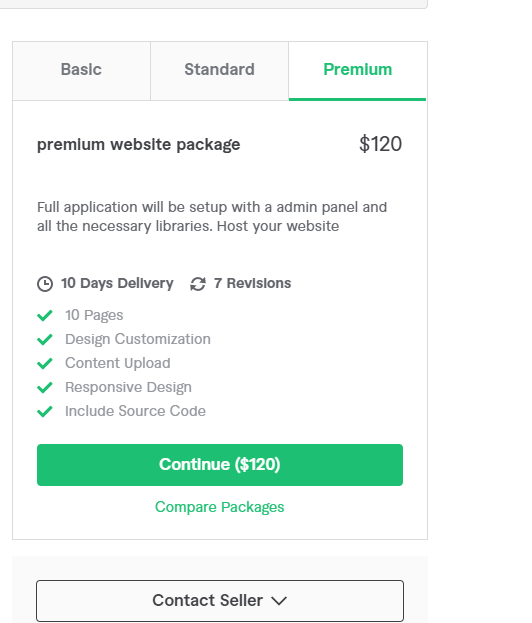 Basic
Standard
Premium
premium website package
$120
Full application will be setup with a admin panel and
all the necessary libraries. Host your website
10 Days Delivery
7 Revisions
10 Pages
Design Customization
Content Upload
Responsive Design
Include Source Code
Continue ($120)
Compare Packages
Contact Seller